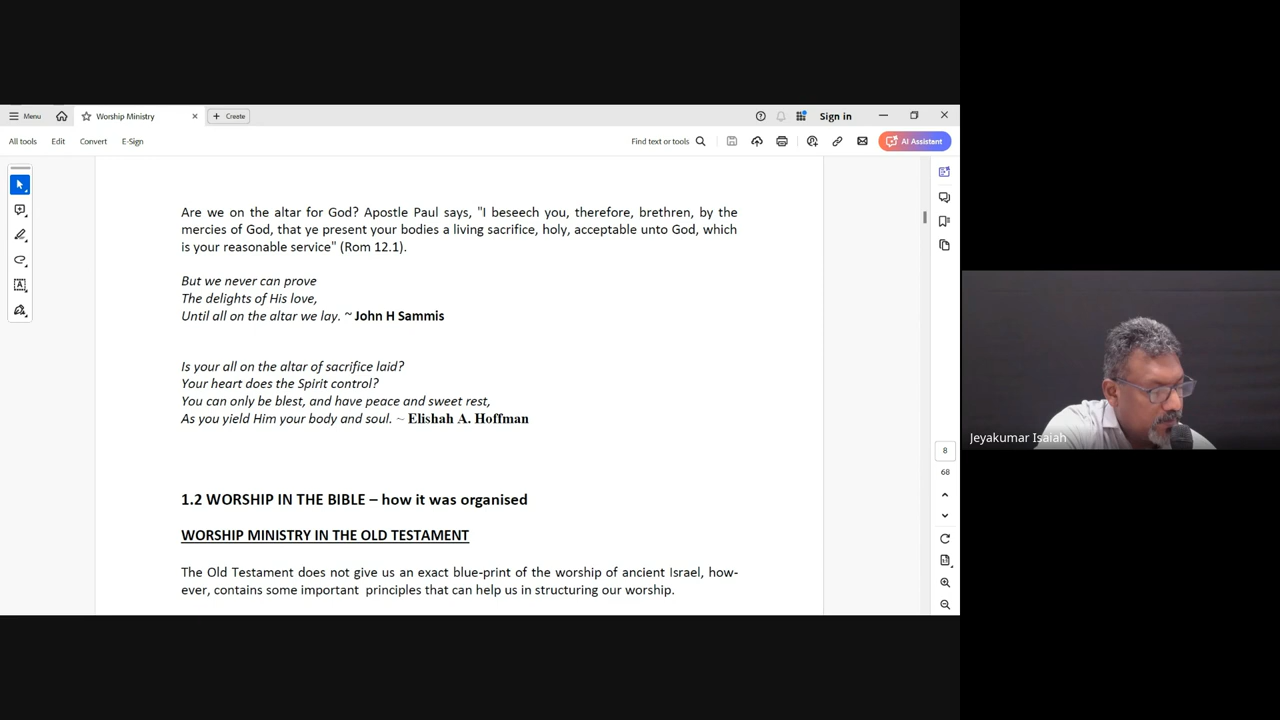 Menu
Worship Ministry
Create
Sign in
All tools
Edit
Convert
E-Sign
Find text or tools
AI Assistant
Are we on the altar for God? Apostle Paul says, "I beseech you, therefore, brethren, by the
mercies of God, that ye present your bodies a living sacrifice, holy, acceptable unto God, which
is your reasonable service" (Rom 12.1).
But we never can prove
The delights of His love,
Until all on the altar we lay. ~ John H Sammis
Is your all on the altar of sacrifice laid?
Your heart does the Spirit control?
You can only be blest, and have peace and sweet rest,
As you yield Him your body and soul. ~ Elishah A. Hoffman
1.2 WORSHIP IN THE BIBLE – how it was organised
WORSHIP MINISTRY IN THE OLD TESTAMENT
The Old Testament does not give us an exact blue-print of the worship of ancient Israel, how-
ever, contains some important principles that can help us in structuring our worship.
8
68
Jeyakumar Isaiah